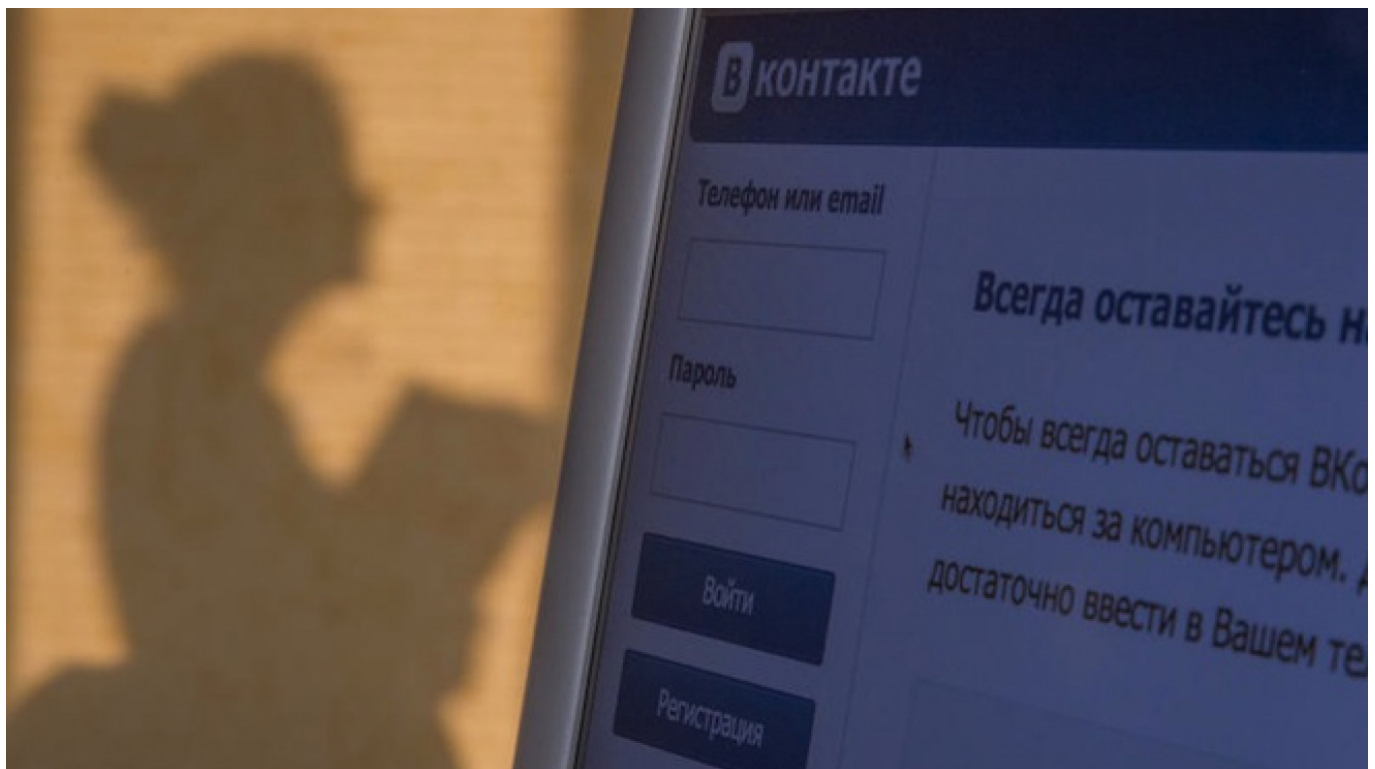 В контакте
Телефон или email
Пароль
Войти
Регистрация
Всегда оставайтесь
Чтобы всегда оставаться
находиться за компьютером.
достаточно ввести в Вашем